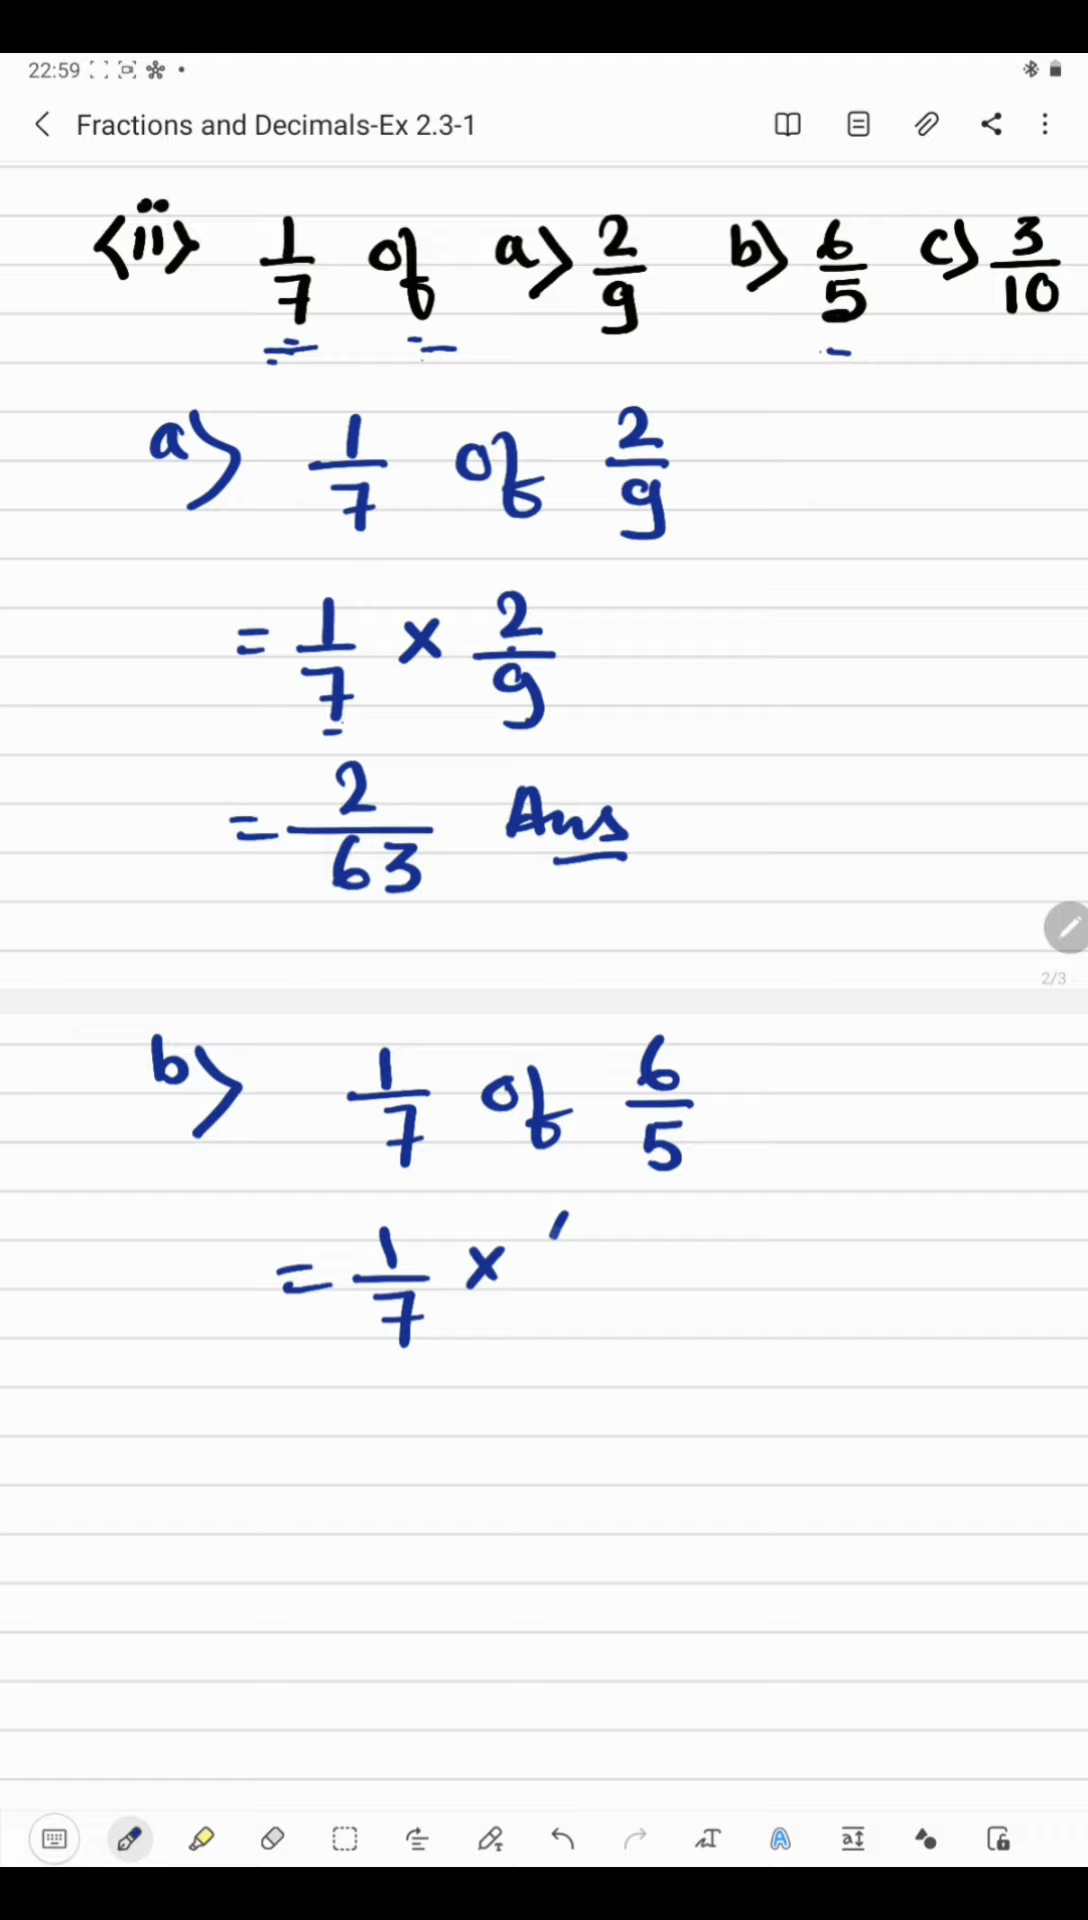 22:59
Fractions and Decimals-Ex 2.3-1
<ii> 1/7 of a> 2/9 b> 6/5 c> 3/10
a> 1/7 of 2/9
= 1/7 × 2/9
= 2/63 Ans
2/3
b> 1/7 of 6/5
= 1/7 ×